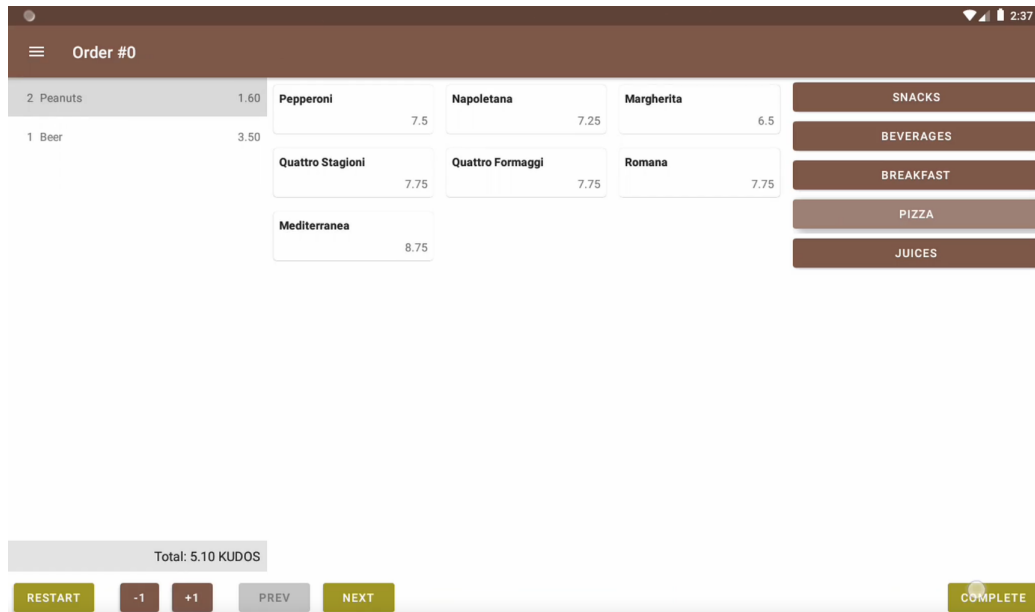 2:37
Order #0
2 Peanuts 1.60
1 Beer 3.50
Pepperoni
7.5
Napoletana
7.25
Margherita
6.5
Quattro Stagioni
7.75
Quattro Formaggi
7.75
Romana
7.75
Mediterranea
8.75
SNACKS
BEVERAGES
BREAKFAST
PIZZA
JUICES
Total: 5.10 KUDOS
RESTART
-1
+1
PREV
NEXT
COMPLETE